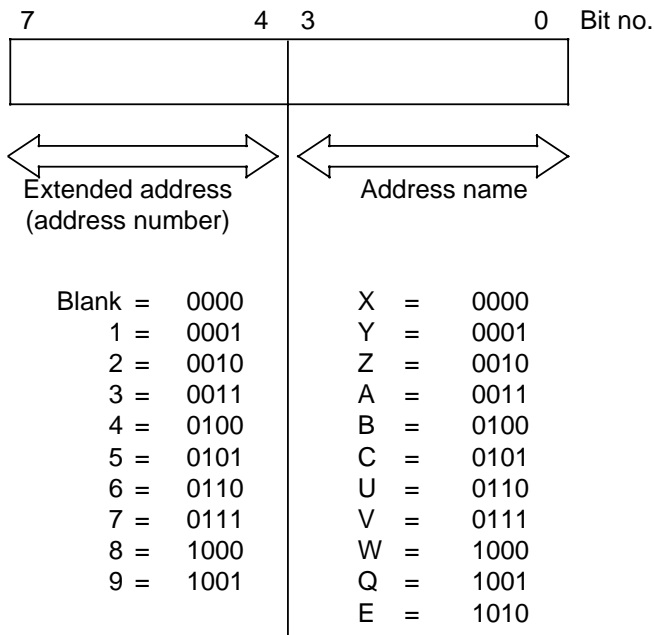 7 4 3 0 Bit no.
Extended address
(address number)
Address name
Blank = 0000
1 = 0001
2 = 0010
3 = 0011
4 = 0100
5 = 0101
6 = 0110
7 = 0111
8 = 1000
9 = 1001
X = 0000
Y = 0001
Z = 0010
A = 0011
B = 0100
C = 0101
U = 0110
V = 0111
W = 1000
Q = 1001
E = 1010